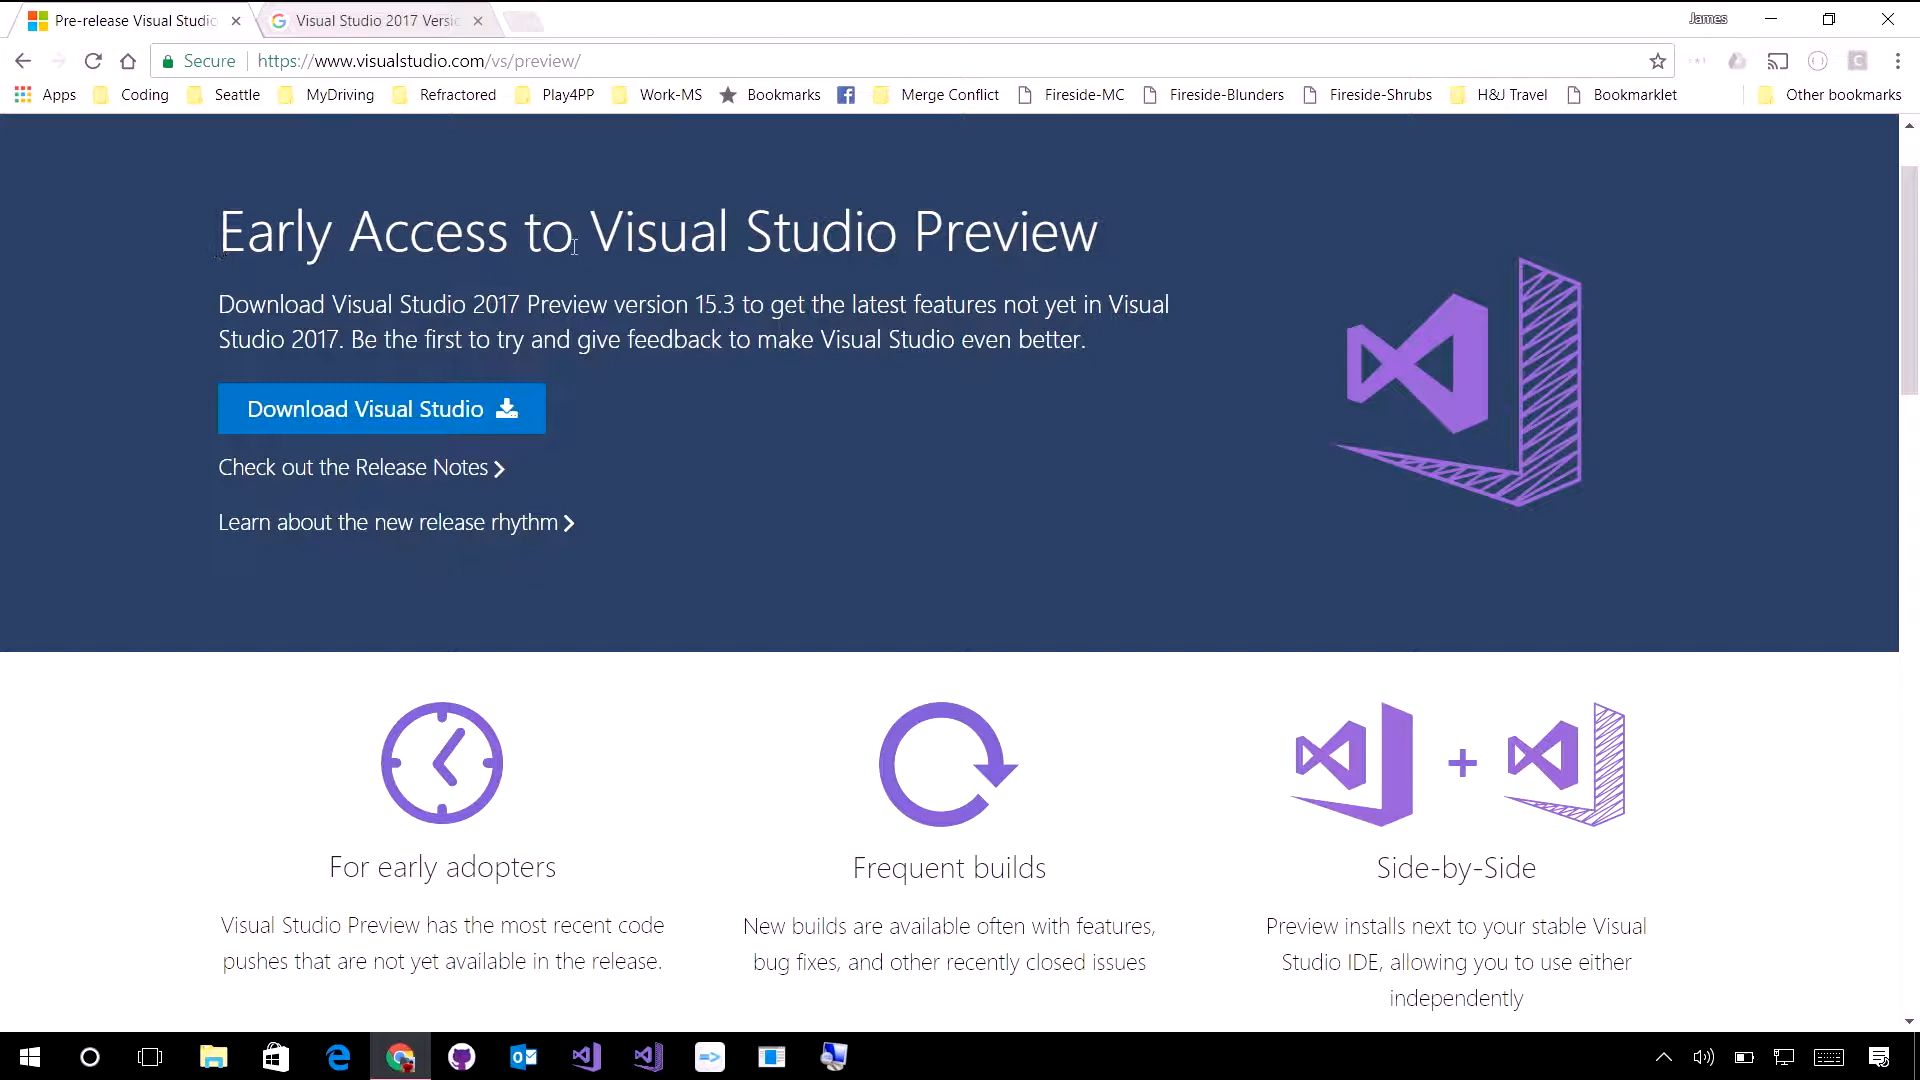 Pre-release Visual Studio
Visual Studio 2017 Versic
James
Secure
https://www.visualstudio.com/vs/preview/
Apps
Coding
Seattle
MyDriving
Refractored
Play4PP
Work-MS
Bookmarks
Merge Conflict
Fireside-MC
Fireside-Blunders
Fireside-Shrubs
H&J Travel
Bookmarklet
Other bookmarks
Early Access to Visual Studio Preview
Download Visual Studio 2017 Preview version 15.3 to get the latest features not yet in Visual
Studio 2017. Be the first to try and give feedback to make Visual Studio even better.
Download Visual Studio
Check out the Release Notes
Learn about the new release rhythm
For early adopters
Visual Studio Preview has the most recent code
pushes that are not yet available in the release.
Frequent builds
New builds are available often with features,
bug fixes, and other recently closed issues
Side-by-Side
Preview installs next to your stable Visual
Studio IDE, allowing you to use either
independently